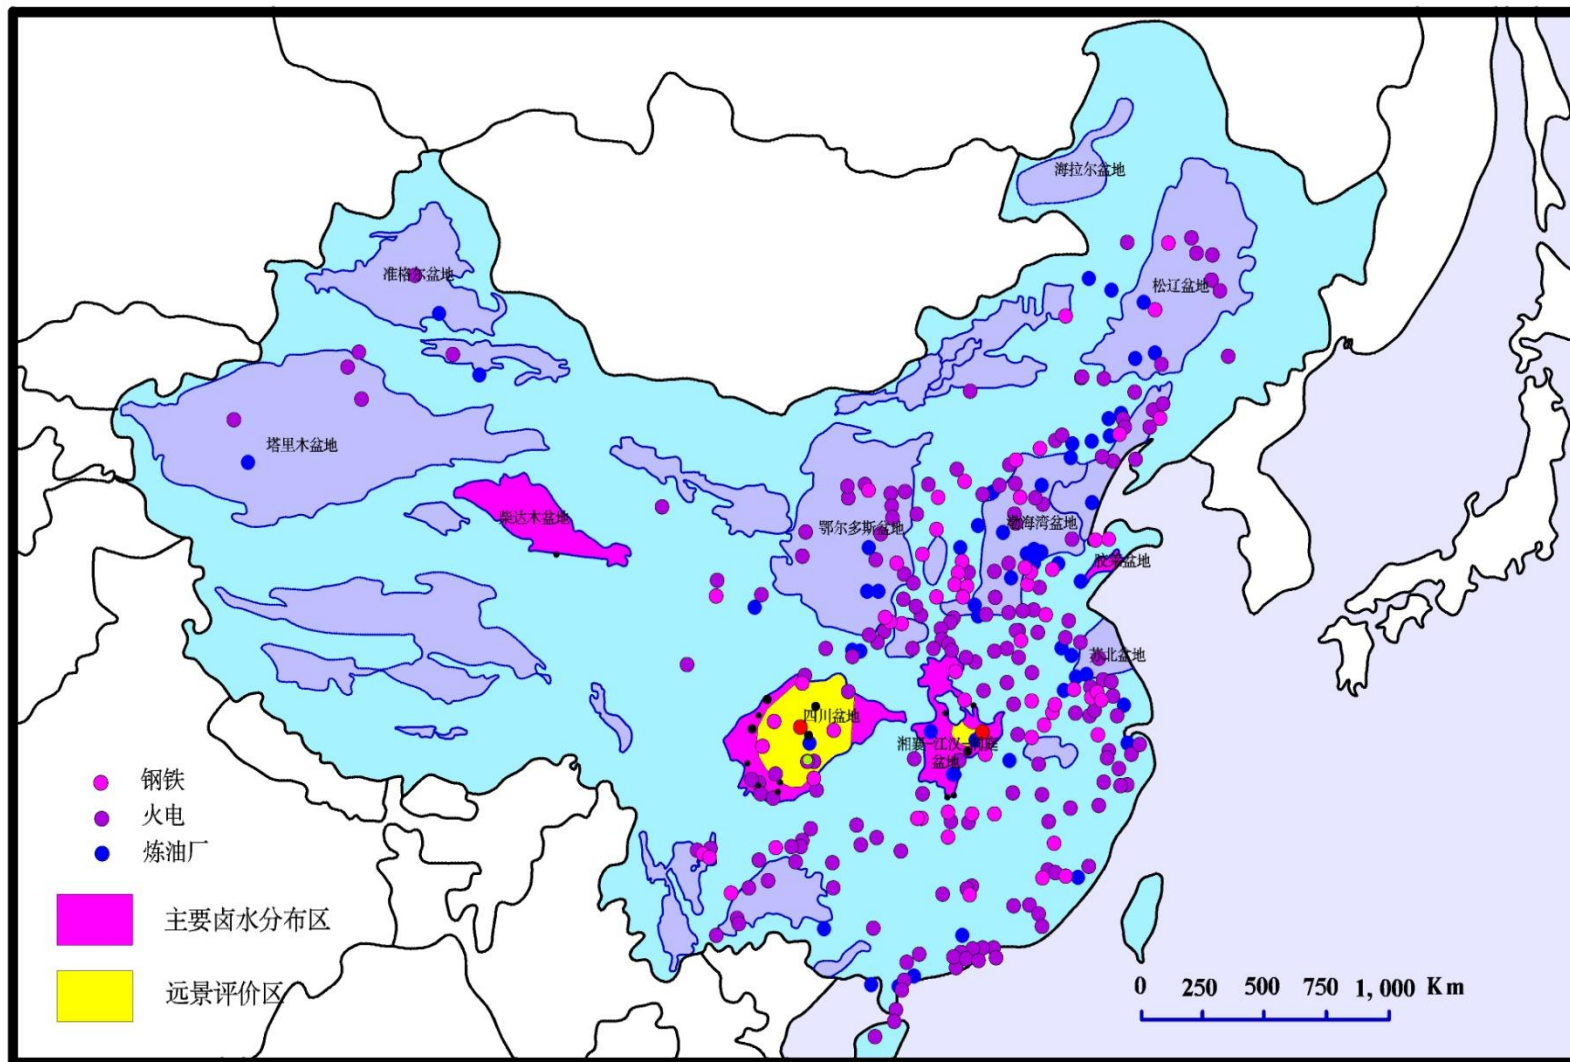 海拉尔盆地
准格尔盆地
松辽盆地
塔里木盆地
柴达木盆地
鄂尔多斯盆地
渤海湾盆地
胶莱盆地
苏北盆地
四川盆地
湘襄-江汉-洞庭
盆地
钢铁
火电
炼油厂
主要卤水分布区
远景评价区
0 250 500 750 1,000 Km